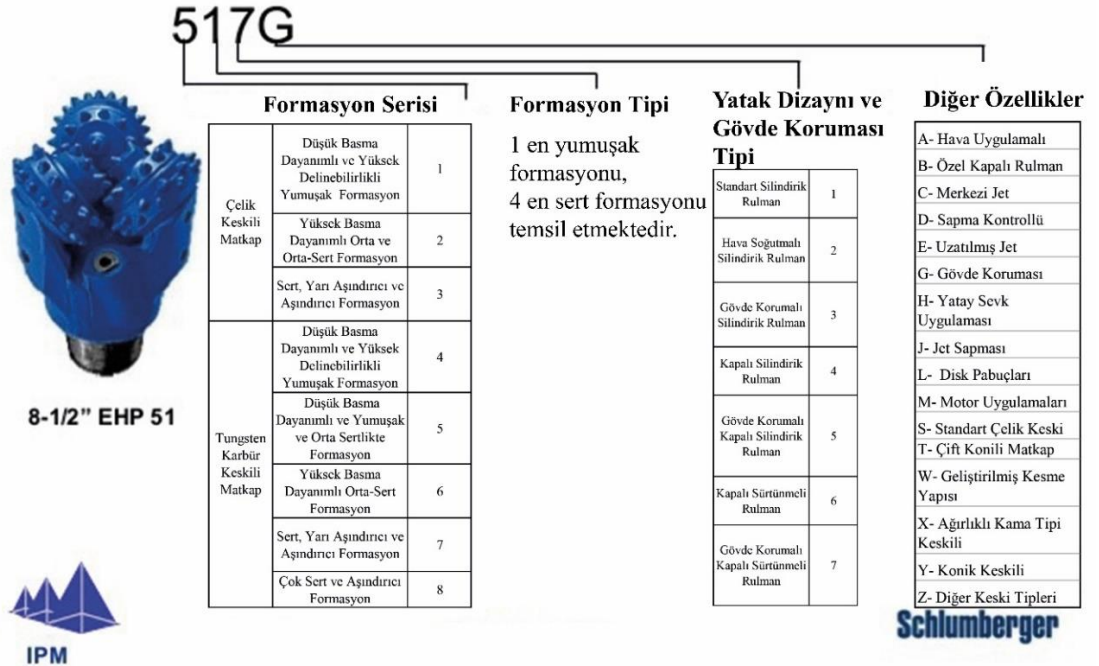 517G
Formasyon Serisi
Çelik
Keskili
Matkap
Düşük Basma
Dayanımlı ve Yüksek
Delinebilirlikli
Yumuşak Formasyon
1
Yüksek Basma
Dayanımlı Orta ve
Orta-Sert Formasyon
2
Sert, Yarı Aşındırıcı ve
Aşındırıcı Formasyon
3
Tungsten
Karbür
Keskili
Matkap
Düşük Basma
Dayanımlı ve Yüksek
Delinebilirlikli
Yumuşak Formasyon
4
Düşük Basma
Dayanımlı ve Yumuşak
ve Orta Sertlikte
Formasyon
5
Yüksek Basma
Dayanımlı Orta-Sert
Formasyon
6
Sert, Yarı Aşındırıcı ve
Aşındırıcı Formasyon
7
Çok Sert ve Aşındırıcı
Formasyon
8
Formasyon Tipi
1 en yumuşak
formasyonu,
4 en sert formasyonu
temsil etmektedir.
Yatak Dizaynı ve
Gövde Koruması
Tipi
Standart Silindirik
Rulman
1
Hava Soğutmalı
Silindirik Rulman
2
Gövde Korumalı
Silindirik Rulman
3
Kapalı Silindirik
Rulman
4
Gövde Korumalı
Kapalı Silindirik
Rulman
5
Kapalı Sürtünmeli
Rulman
6
Gövde Korumalı
Kapalı Sürtünmeli
Rulman
7
Diğer Özellikler
A- Hava Uygulamalı
B- Özel Kapalı Rulman
C- Merkezi Jet
D- Sapma Kontrollü
E- Uzatılmış Jet
G- Gövde Koruması
H- Yatay Sevk
Uygulaması
J- Jet Sapması
L- Disk Pabuçları
M- Motor Uygulamaları
S- Standart Çelik Keski
T- Çift Konili Matkap
W- Geliştirilmiş Kesme
Yapısı
X- Ağırlıklı Kama Tipi
Keskili
Y- Konik Keskili
Z- Diğer Keski Tipleri
8-1/2” EHP 51
IPM
Schlumberger